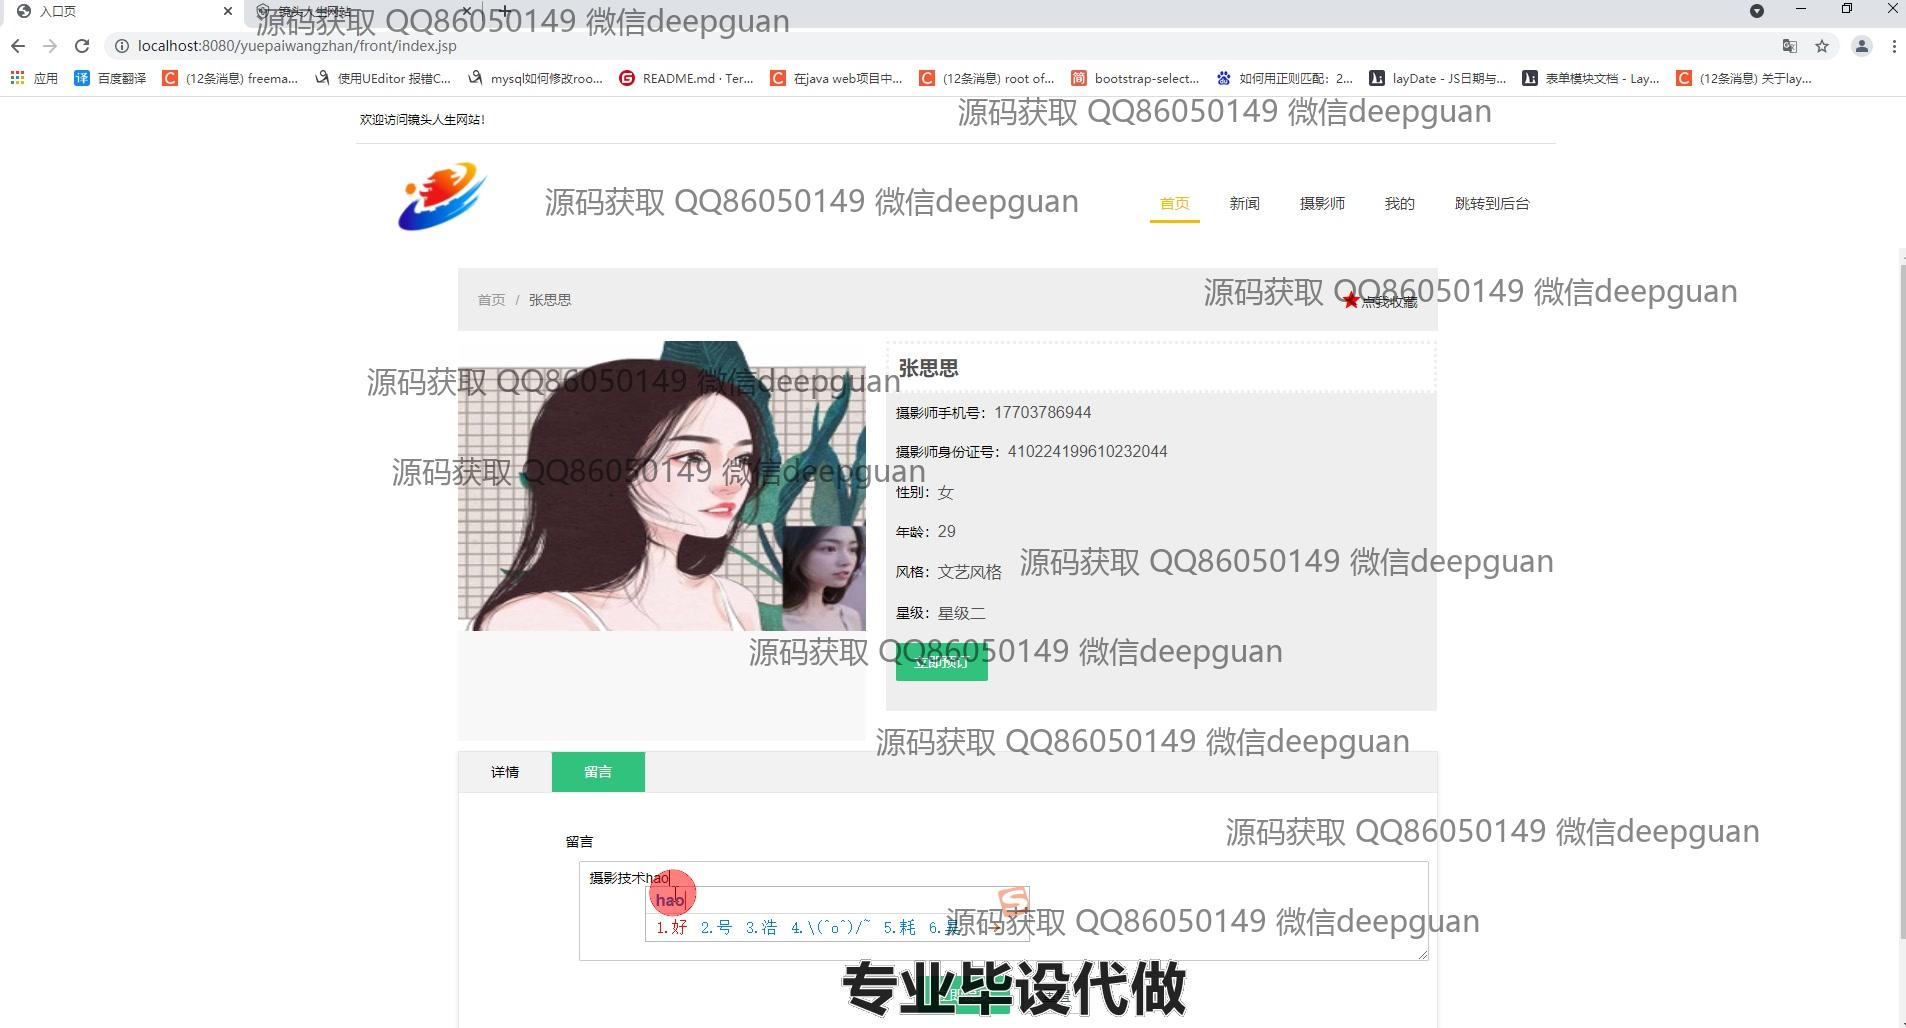 入口页
镜头人生网站
源码获取 QQ86050149 微信deepguan
localhost:8080/yuepaiwangzhan/front/index.jsp
应用 百度翻译 (12条消息) freema... 使用UEditor 报错C... mysql如何修改roo... README.md · Ter... 在java web项目中... (12条消息) root of... bootstrap-select... 如何用正则匹配：2... layDate - JS日期与... 表单模块文档 - Lay... (12条消息) 关于lay...
源码获取 QQ86050149 微信deepguan
欢迎访问镜头人生网站!
源码获取 QQ86050149 微信deepguan
首页 新闻 摄影师 我的 跳转到后台
源码获取 QQ86050149 微信deepguan
首页 / 张思思
点我收藏
张思思
源码获取 QQ86050149 微信deepguan
摄影师手机号：17703786944
摄影师身份证号：410224199610232044
源码获取 QQ86050149 微信deepguan
性别：女
年龄：29
源码获取 QQ86050149 微信deepguan
风格：文艺风格
星级：星级二
源码获取 QQ86050149 微信deepguan
立即预订
源码获取 QQ86050149 微信deepguan
详情 留言
源码获取 QQ86050149 微信deepguan
留言
摄影技术hao
hao
源码获取 QQ86050149 微信deepguan
1.好 2.号 3.浩 4.\(^o^)/~ 5.耗 6.
专业毕设代做